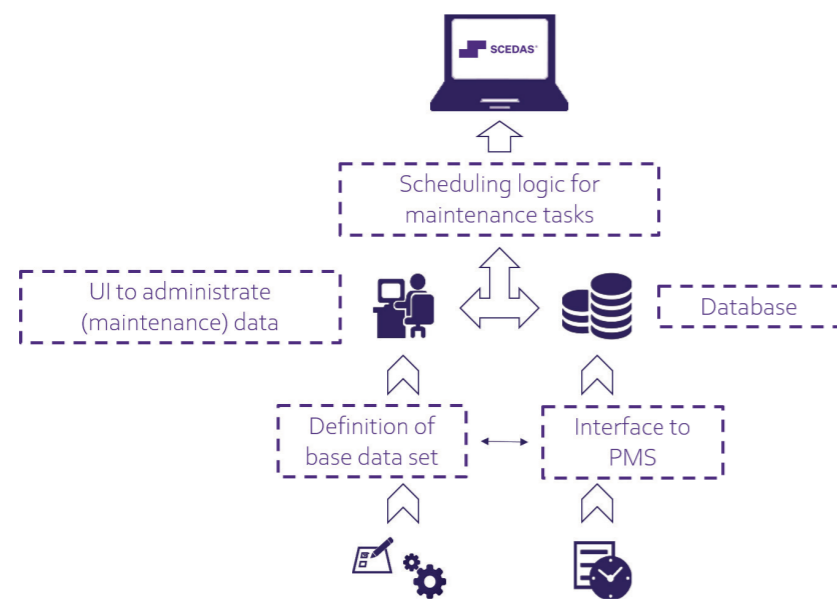 SCEDAS®
Scheduling logic for
maintenance tasks
UI to administrate
(maintenance) data
Database
Definition of
base data set
Interface to
PMS